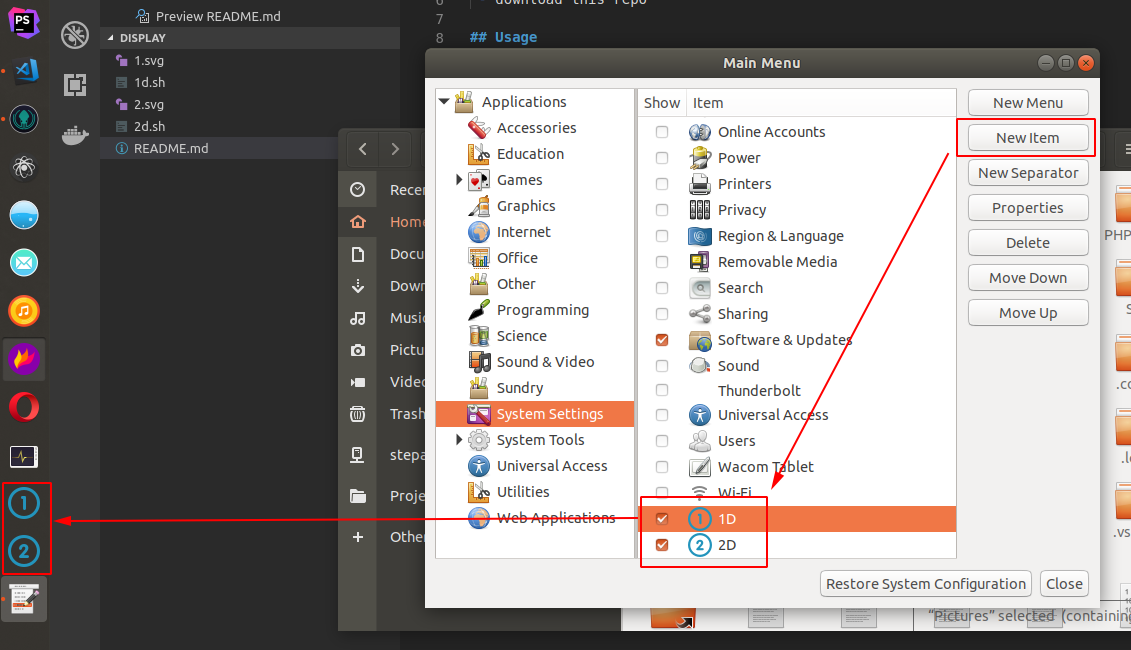 PS
Preview README.md
DISPLAY
1.svg
1d.sh
2.svg
2d.sh
README.md
download this repo
7
8 ## Usage
Main Menu
Applications
Accessories
Education
Games
Graphics
Internet
Office
Other
Programming
Science
Sound & Video
Sundry
System Settings
System Tools
Universal Access
Utilities
Web Applications
Show Item
Online Accounts
Power
Printers
Privacy
Region & Language
Removable Media
Search
Sharing
Software & Updates
Sound
Thunderbolt
Universal Access
Users
Wacom Tablet
Wi-Fi
1 1D
2 2D
New Menu
New Item
New Separator
Properties
Delete
Move Down
Move Up
Restore System Configuration
Close
Recen
Home
Docu
Down
Music
Pictu
Video
Trash
stepa
Proje
Other
1
2
PHP
.co
.vs
"Pictures" selected (containing